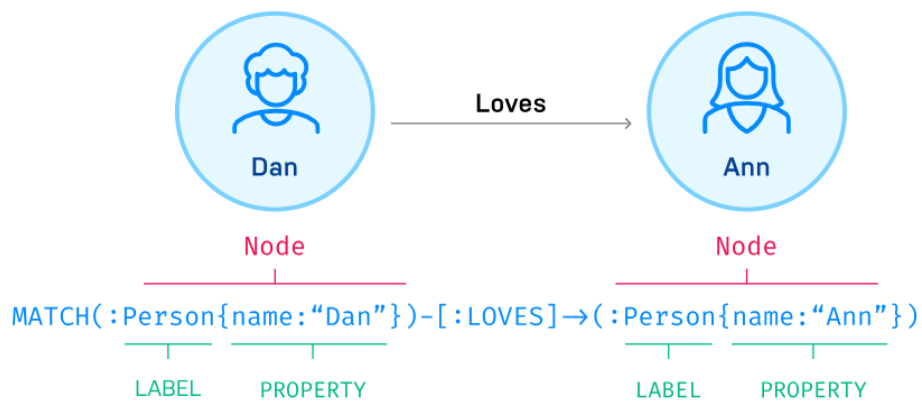 Loves
Dan Ann
Node Node
MATCH(:Person{name:“Dan”})-[:LOVES]→(:Person{name:“Ann”})
LABEL PROPERTY LABEL PROPERTY